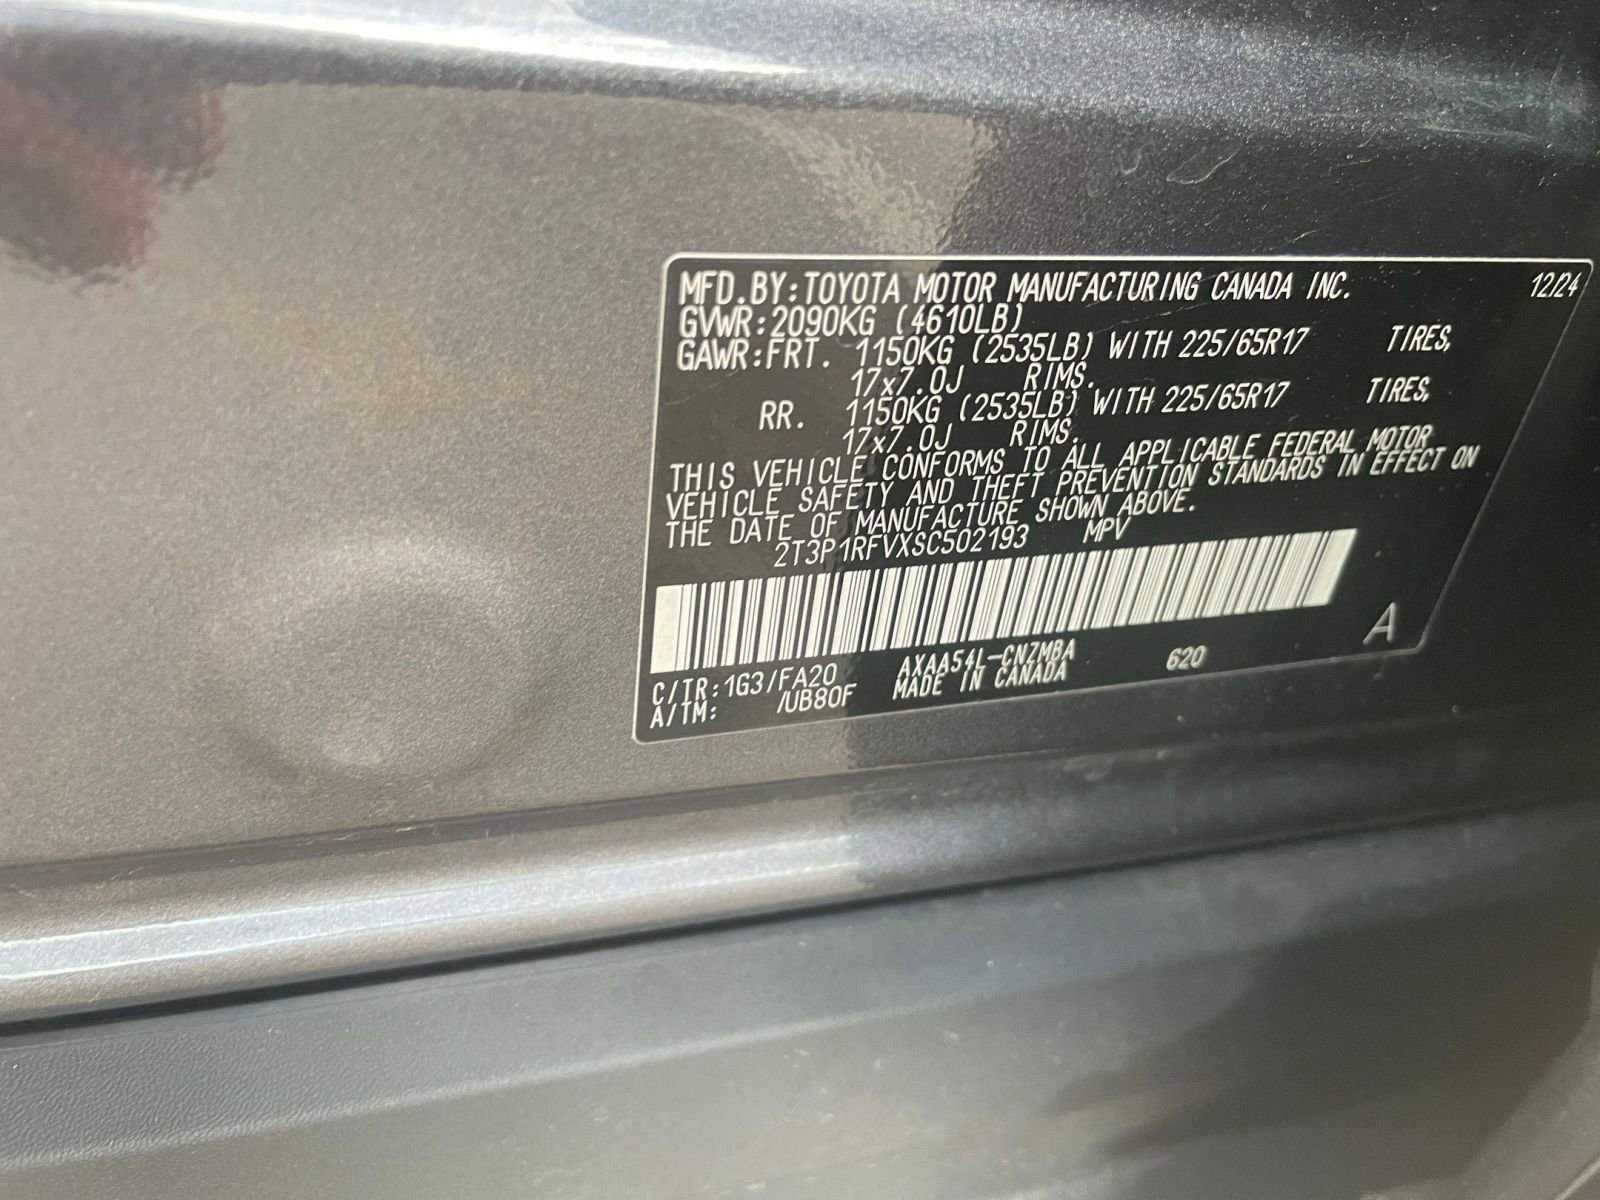 MFD.BY:TOYOTA MOTOR MANUFACTURING CANADA INC. 12/24
GVWR:2090KG (4610LB)
GAWR:FRT. 1150KG (2535LB) WITH 225/65R17 TIRES,
17x7.0J RIMS.
RR. 1150KG (2535LB) WITH 225/65R17 TIRES,
17x7.0J RIMS.
THIS VEHICLE CONFORMS TO ALL APPLICABLE FEDERAL MOTOR
VEHICLE SAFETY AND THEFT PREVENTION STANDARDS IN EFFECT ON
THE DATE OF MANUFACTURE SHOWN ABOVE.
2T3P1RFVXSC502193 MPV
A
C/TR:1G3/FA20 AXAA54L-CNZMBA 620
A/TM: /UB80F MADE IN CANADA